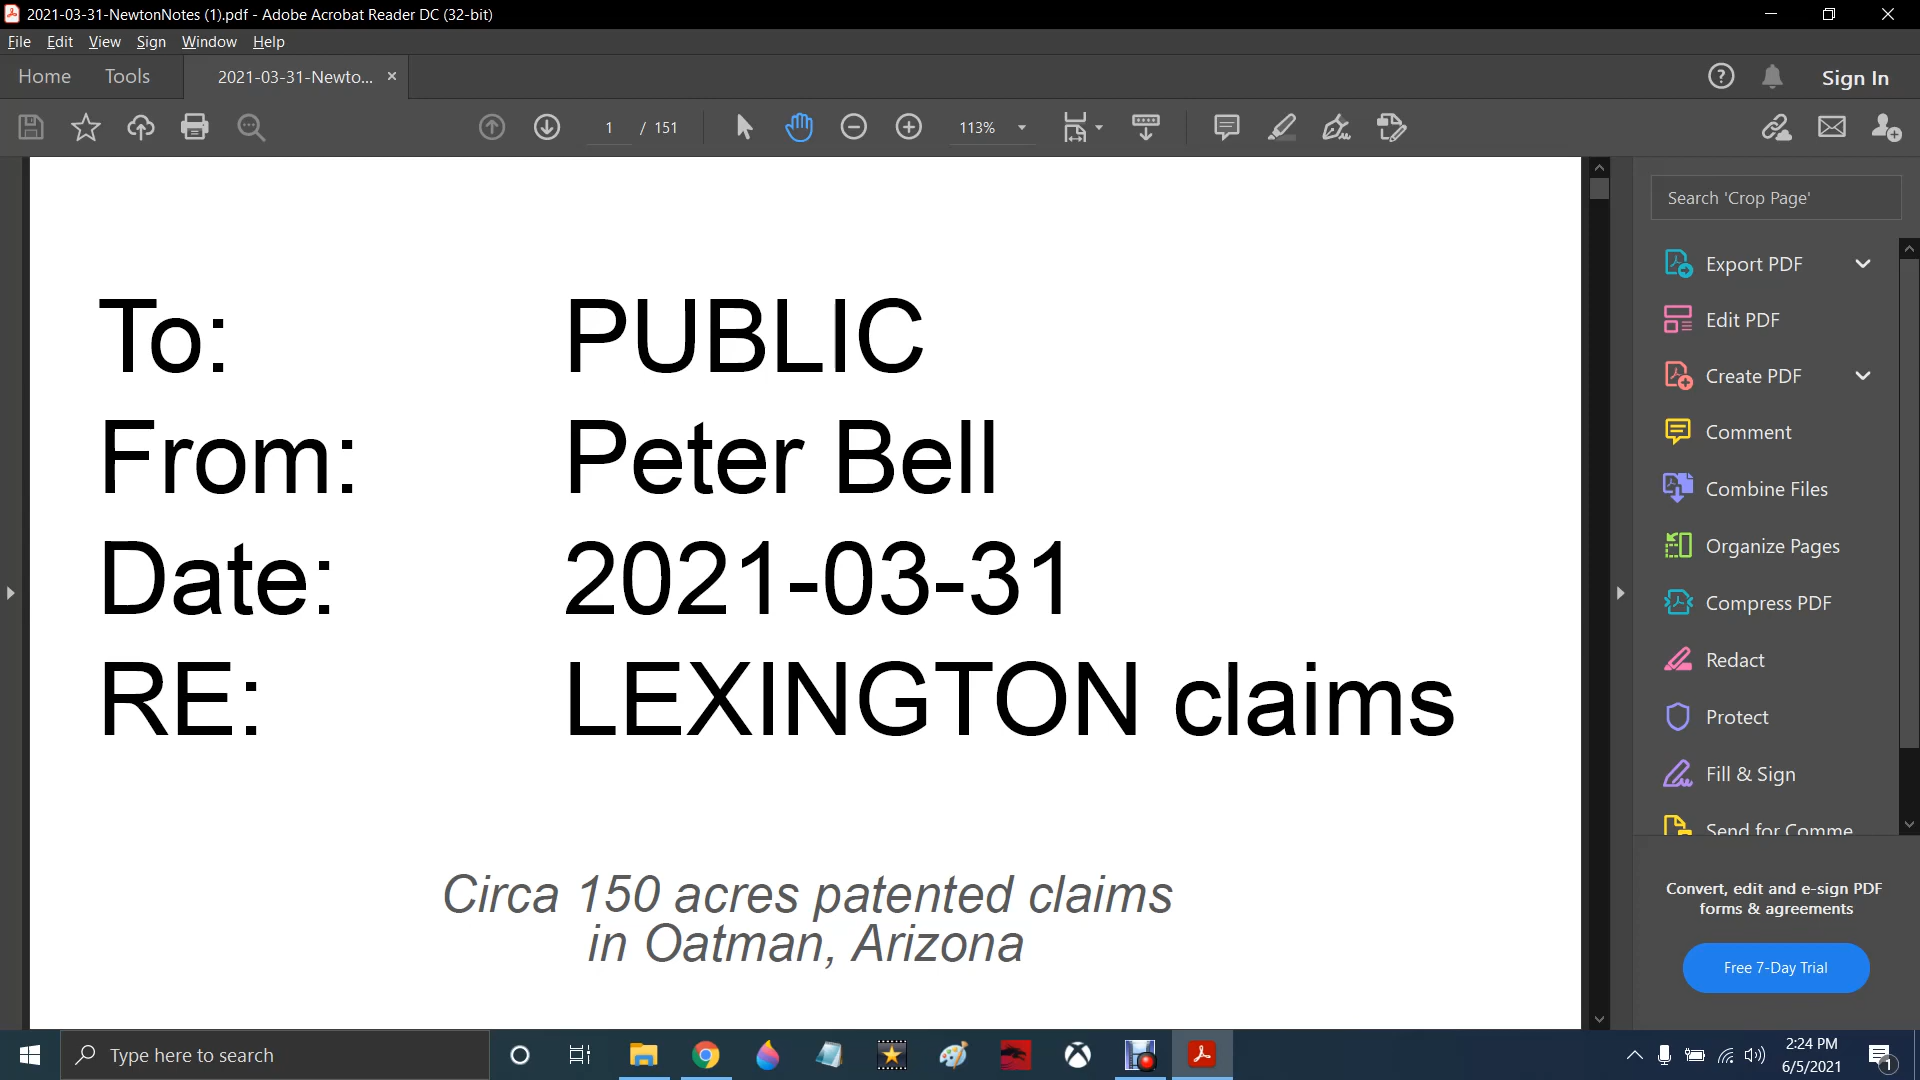 2021-03-31-NewtonNotes (1).pdf - Adobe Acrobat Reader DC (32-bit)
File Edit View Sign Window Help
Home Tools 2021-03-31-Newto... × Sign In
1 / 151 113%
To: PUBLIC
From: Peter Bell
Date: 2021-03-31
RE: LEXINGTON claims
Circa 150 acres patented claims
in Oatman, Arizona
Search 'Crop Page'
Export PDF
Edit PDF
Create PDF
Comment
Combine Files
Organize Pages
Compress PDF
Redact
Protect
Fill & Sign
Send for Comme
Convert, edit and e-sign PDF
forms & agreements
Free 7-Day Trial
Type here to search
2:24 PM
6/5/2021
1